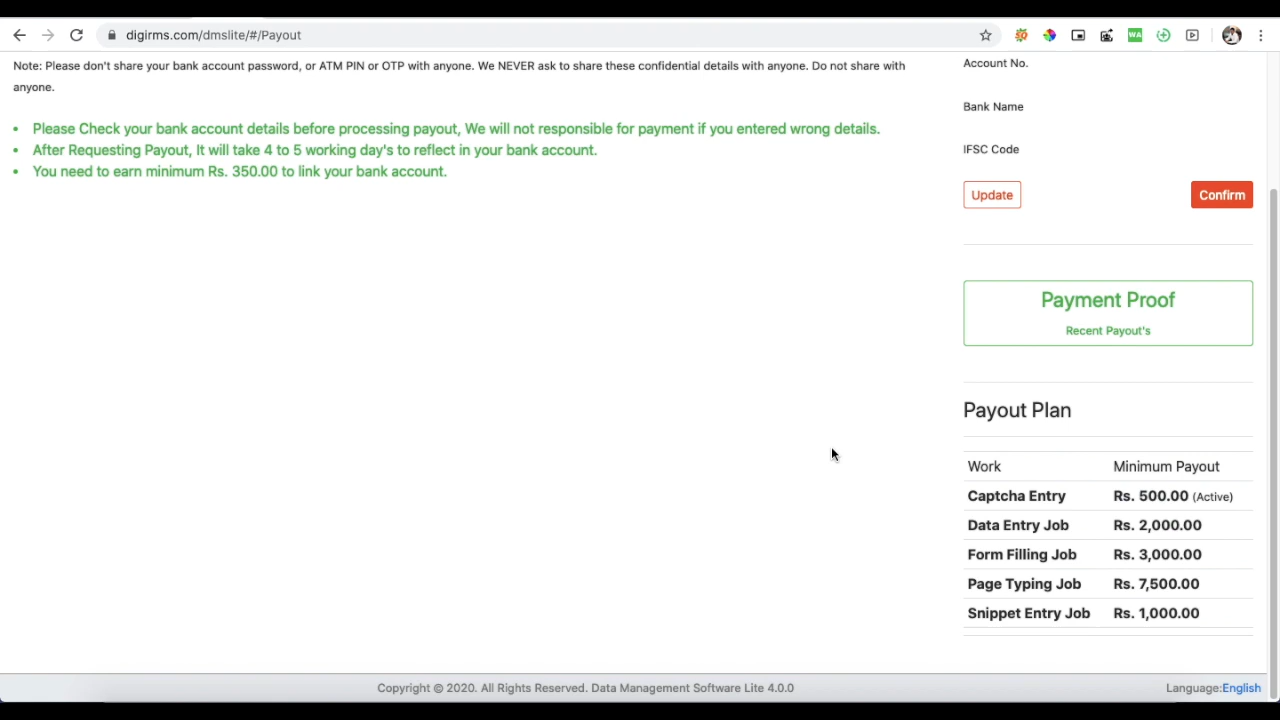 digirms.com/dmslite/#/Payout
Note: Please don't share your bank account password, or ATM PIN or OTP with anyone. We NEVER ask to share these confidential details with anyone. Do not share with
anyone.
• Please Check your bank account details before processing payout, We will not responsible for payment if you entered wrong details.
• After Requesting Payout, It will take 4 to 5 working day's to reflect in your bank account.
• You need to earn minimum Rs. 350.00 to link your bank account.
Account No.
Bank Name
IFSC Code
Update Confirm
Payment Proof
Recent Payout's
Payout Plan
Work Minimum Payout
Captcha Entry Rs. 500.00 (Active)
Data Entry Job Rs. 2,000.00
Form Filling Job Rs. 3,000.00
Page Typing Job Rs. 7,500.00
Snippet Entry Job Rs. 1,000.00
Copyright © 2020. All Rights Reserved. Data Management Software Lite 4.0.0
Language:English